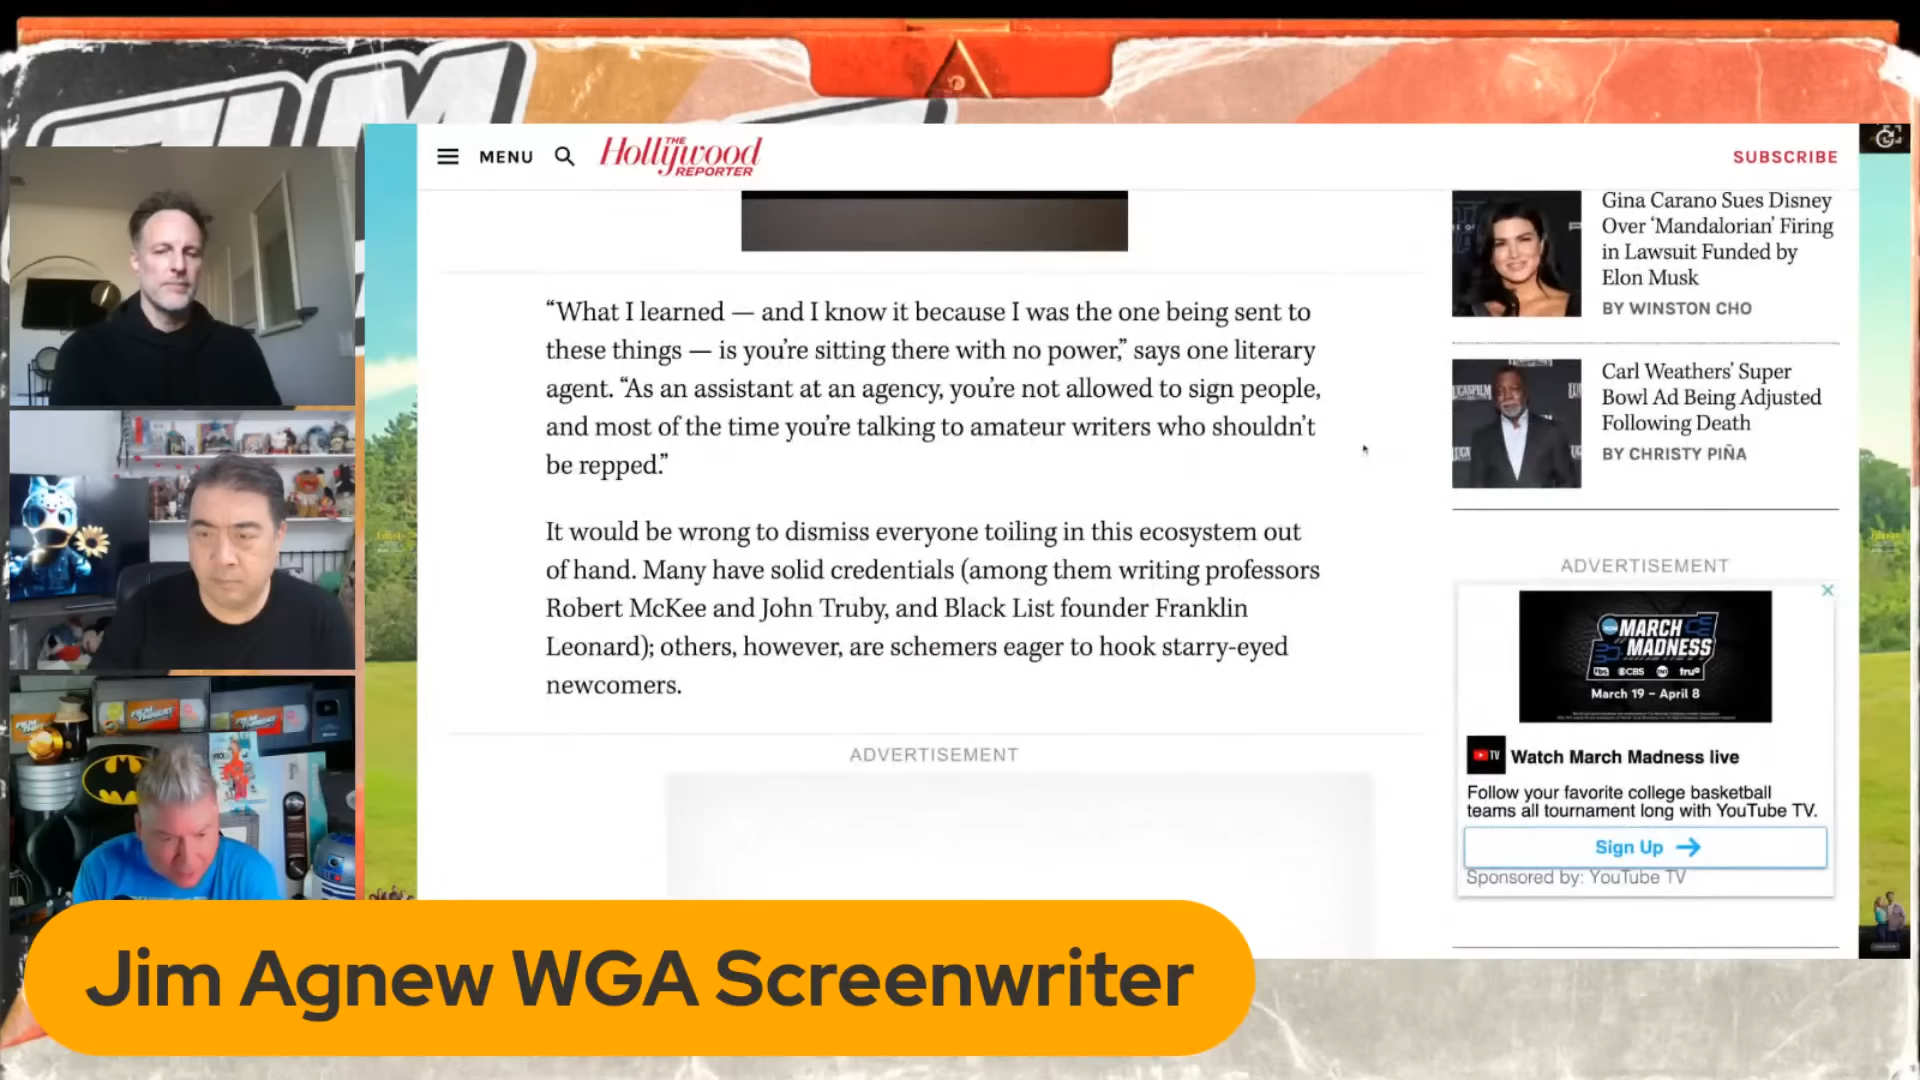 MENU
THE
Hollywood
REPORTER
SUBSCRIBE
“What I learned — and I know it because I was the one being sent to
these things — is you’re sitting there with no power,” says one literary
agent. “As an assistant at an agency, you’re not allowed to sign people,
and most of the time you’re talking to amateur writers who shouldn’t
be repped.”
It would be wrong to dismiss everyone toiling in this ecosystem out
of hand. Many have solid credentials (among them writing professors
Robert McKee and John Truby, and Black List founder Franklin
Leonard); others, however, are schemers eager to hook starry-eyed
newcomers.
ADVERTISEMENT
Gina Carano Sues Disney
Over ‘Mandalorian’ Firing
in Lawsuit Funded by
Elon Musk
BY WINSTON CHO
Carl Weathers’ Super
Bowl Ad Being Adjusted
Following Death
BY CHRISTY PIÑA
ADVERTISEMENT
MARCH
MADNESS
tbs CBS tnt tru
March 19 – April 8
TV
Watch March Madness live
Follow your favorite college basketball
teams all tournament long with YouTube TV.
Sign Up →
Sponsored by: YouTube TV
Jim Agnew WGA Screenwriter